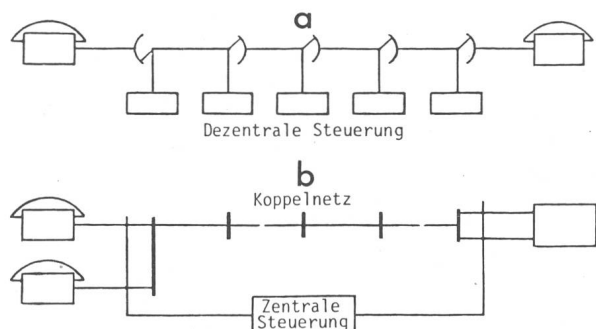 a
Dezentrale Steuerung
b
Koppelnetz
Zentrale
Steuerung